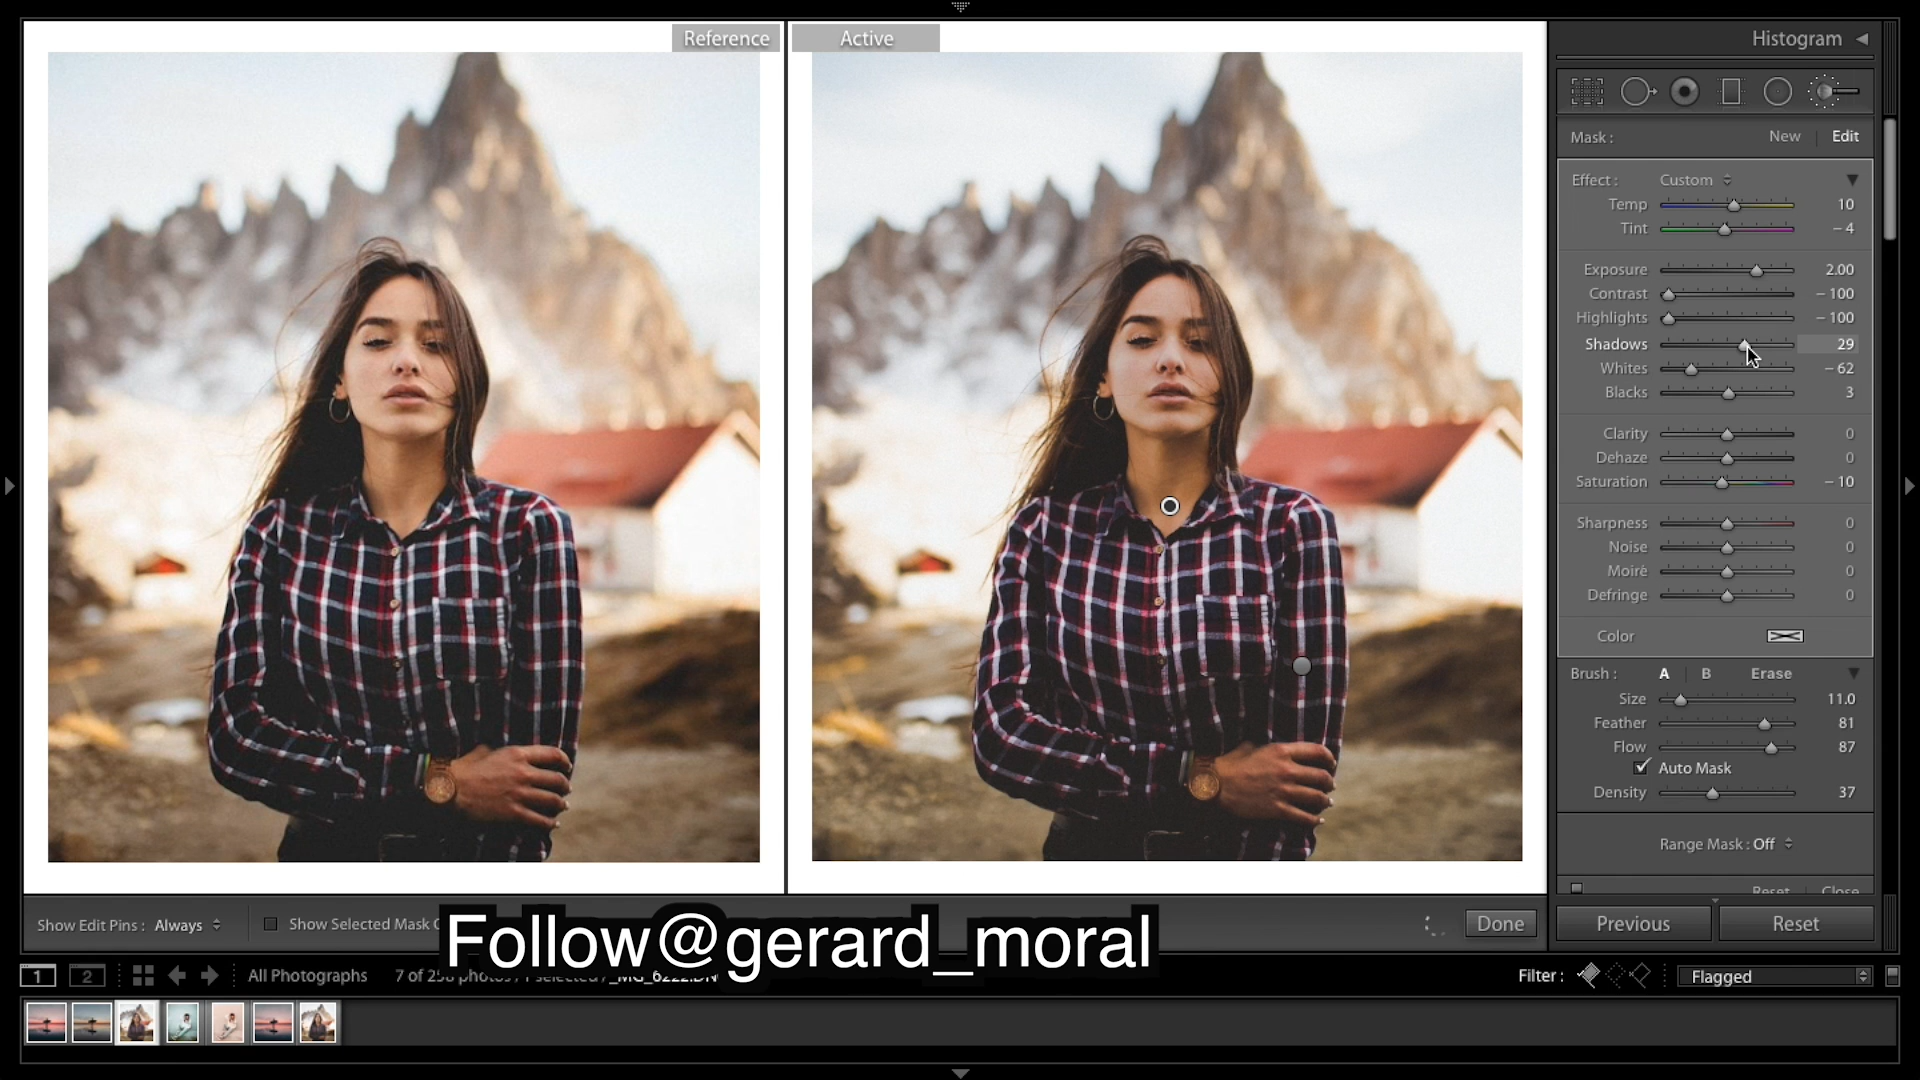 Reference
Active
Histogram
Mask : New Edit
Effect : Custom
Temp 10
Tint – 4
Exposure 2.00
Contrast – 100
Highlights – 100
Shadows 29
Whites – 62
Blacks 3
Clarity 0
Dehaze 0
Saturation – 10
Sharpness 0
Noise 0
Moiré 0
Defringe 0
Color
Brush : A B Erase
Size 11.0
Feather 81
Flow 87
Auto Mask
Density 37
Range Mask : Off
Reset Close
Show Edit Pins : Always
Show Selected Mask
Done
Previous Reset
Follow@gerard_moral
1 2 All Photographs
7 of 2
Filter : Flagged